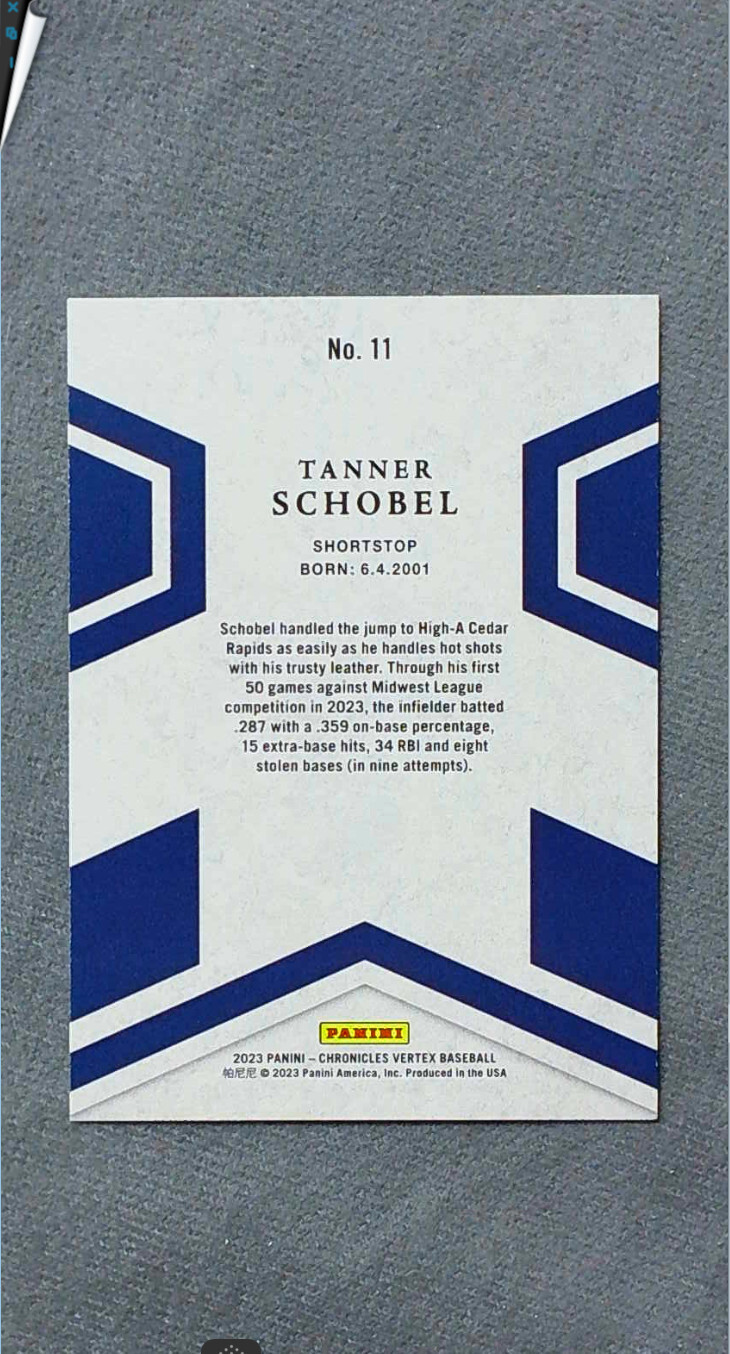 No. 11
TANNER
SCHOBEL
SHORTSTOP
BORN: 6.4.2001
Schobel handled the jump to High-A Cedar
Rapids as easily as he handles hot shots
with his trusty leather. Through his first
50 games against Midwest League
competition in 2023, the infielder batted
.287 with a .359 on-base percentage,
15 extra-base hits, 34 RBI and eight
stolen bases (in nine attempts).
PANINI
2023 PANINI – CHRONICLES VERTEX BASEBALL
帕尼尼 © 2023 Panini America, Inc. Produced in the USA